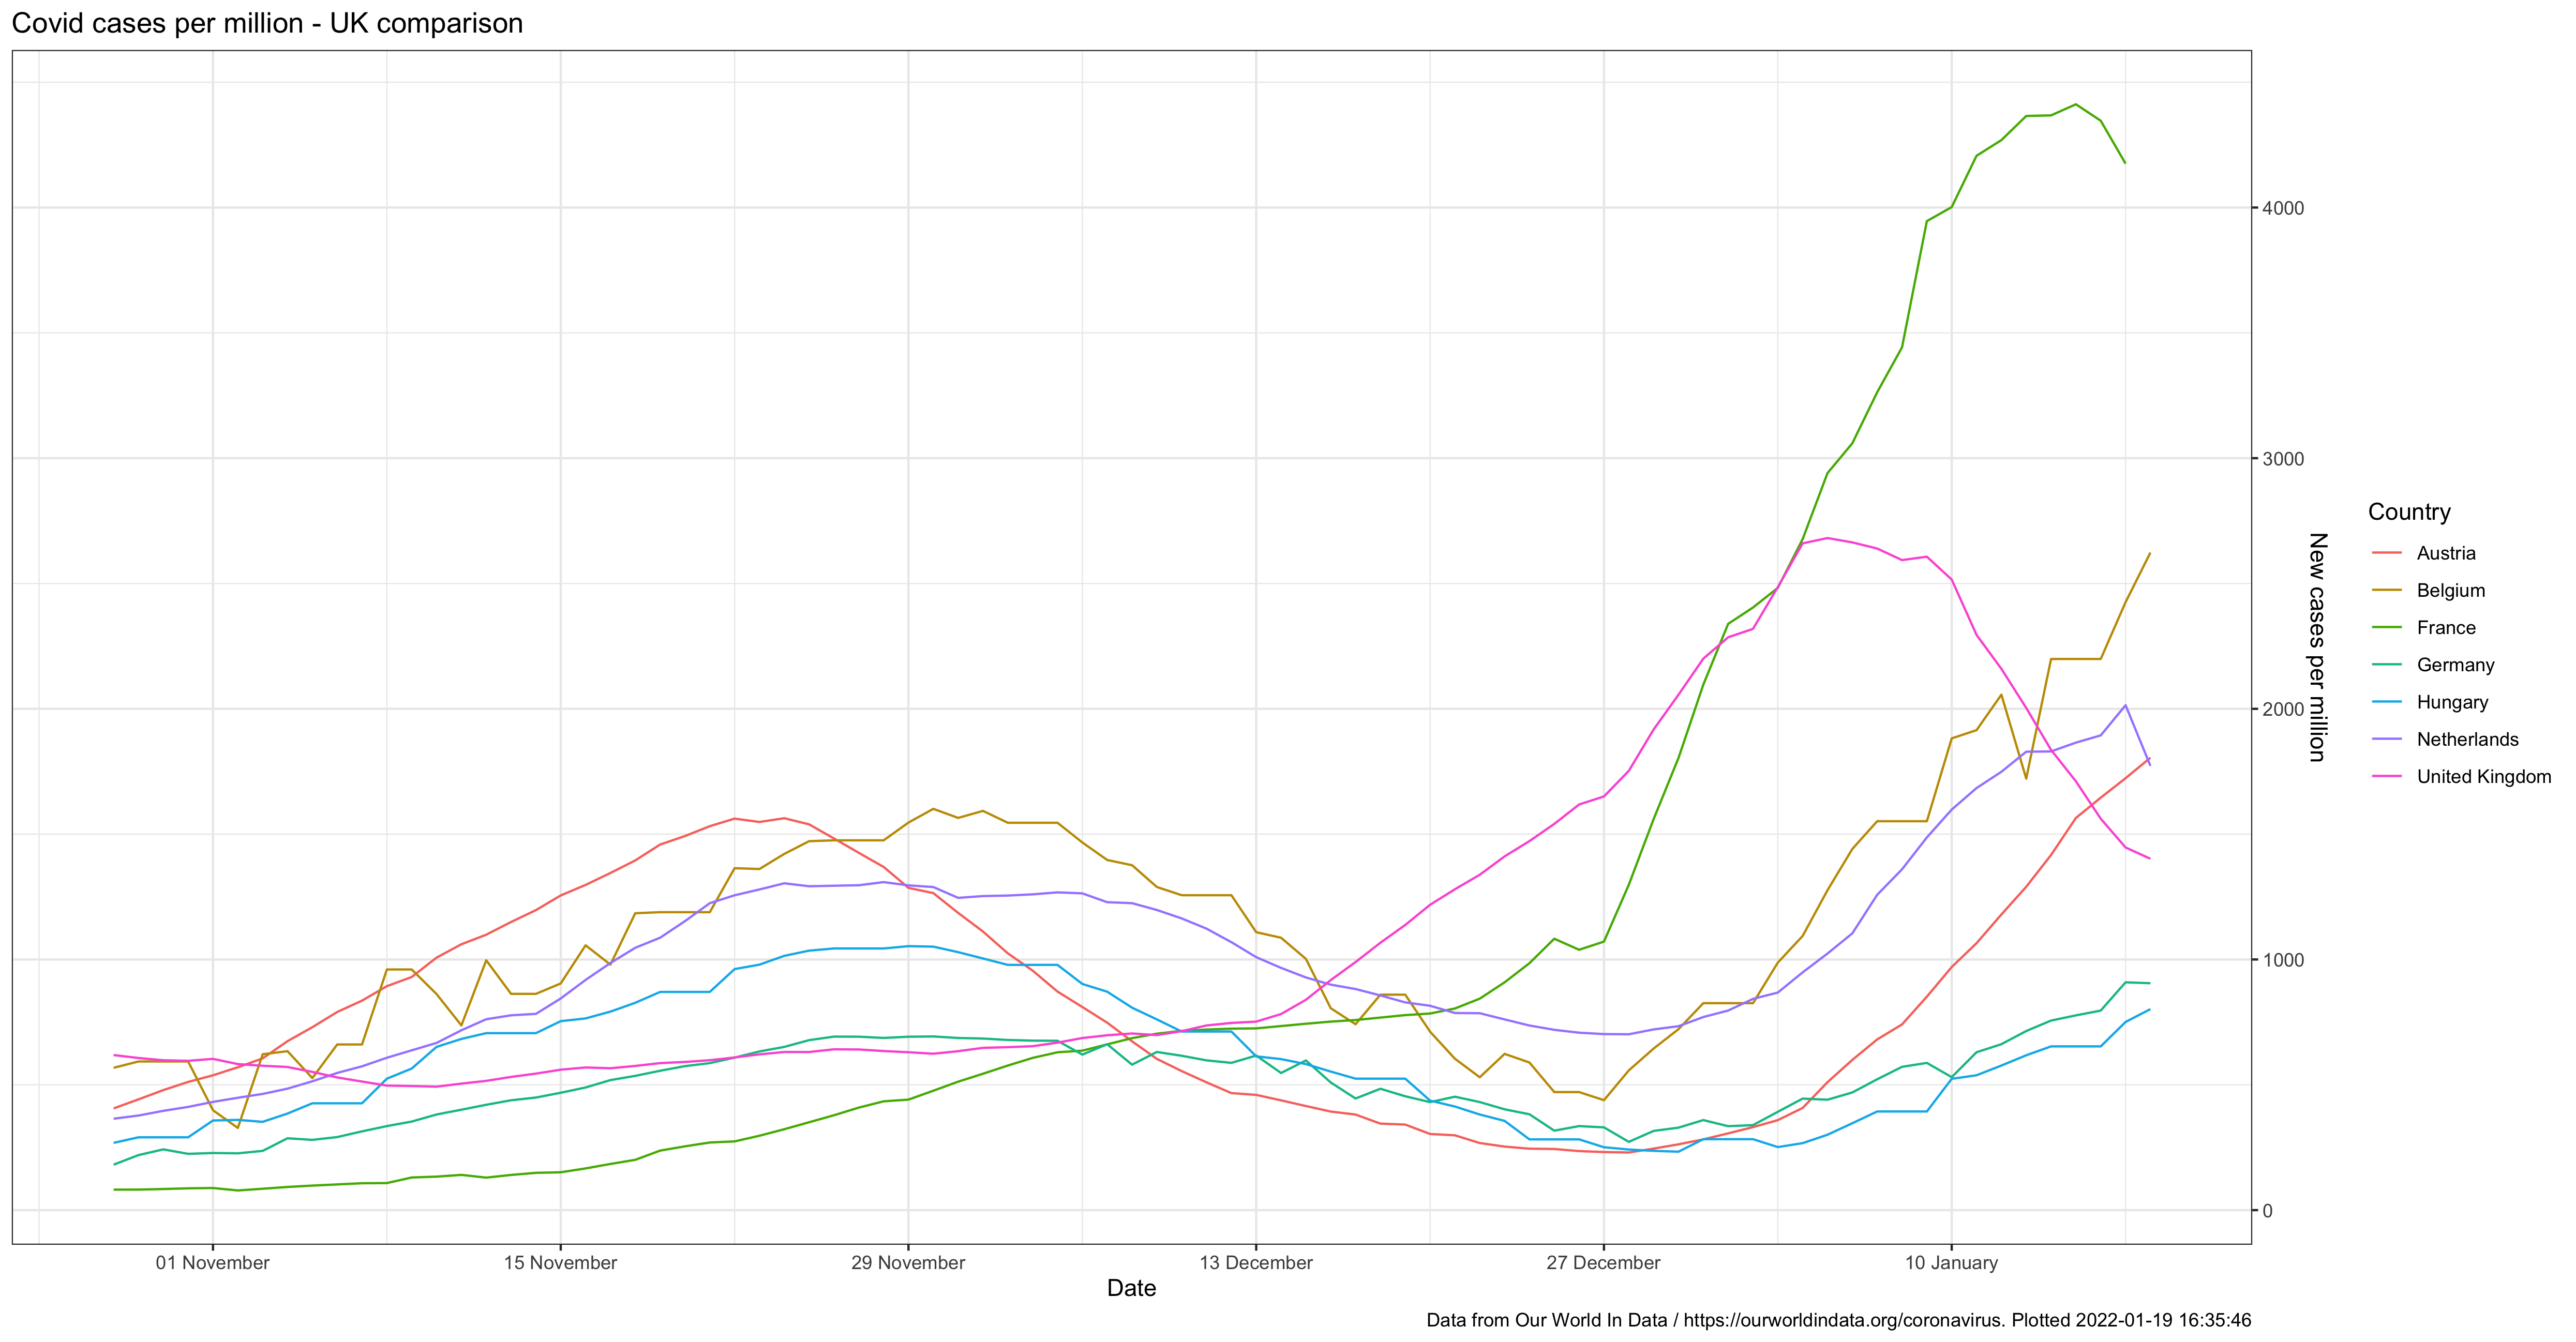 Covid cases per million - UK comparison
4000
3000
2000
1000
0
New cases per million
Country
Austria
Belgium
France
Germany
Hungary
Netherlands
United Kingdom
01 November
15 November
29 November
13 December
27 December
10 January
Date
Data from Our World In Data / https://ourworldindata.org/coronavirus. Plotted 2022-01-19 16:35:46